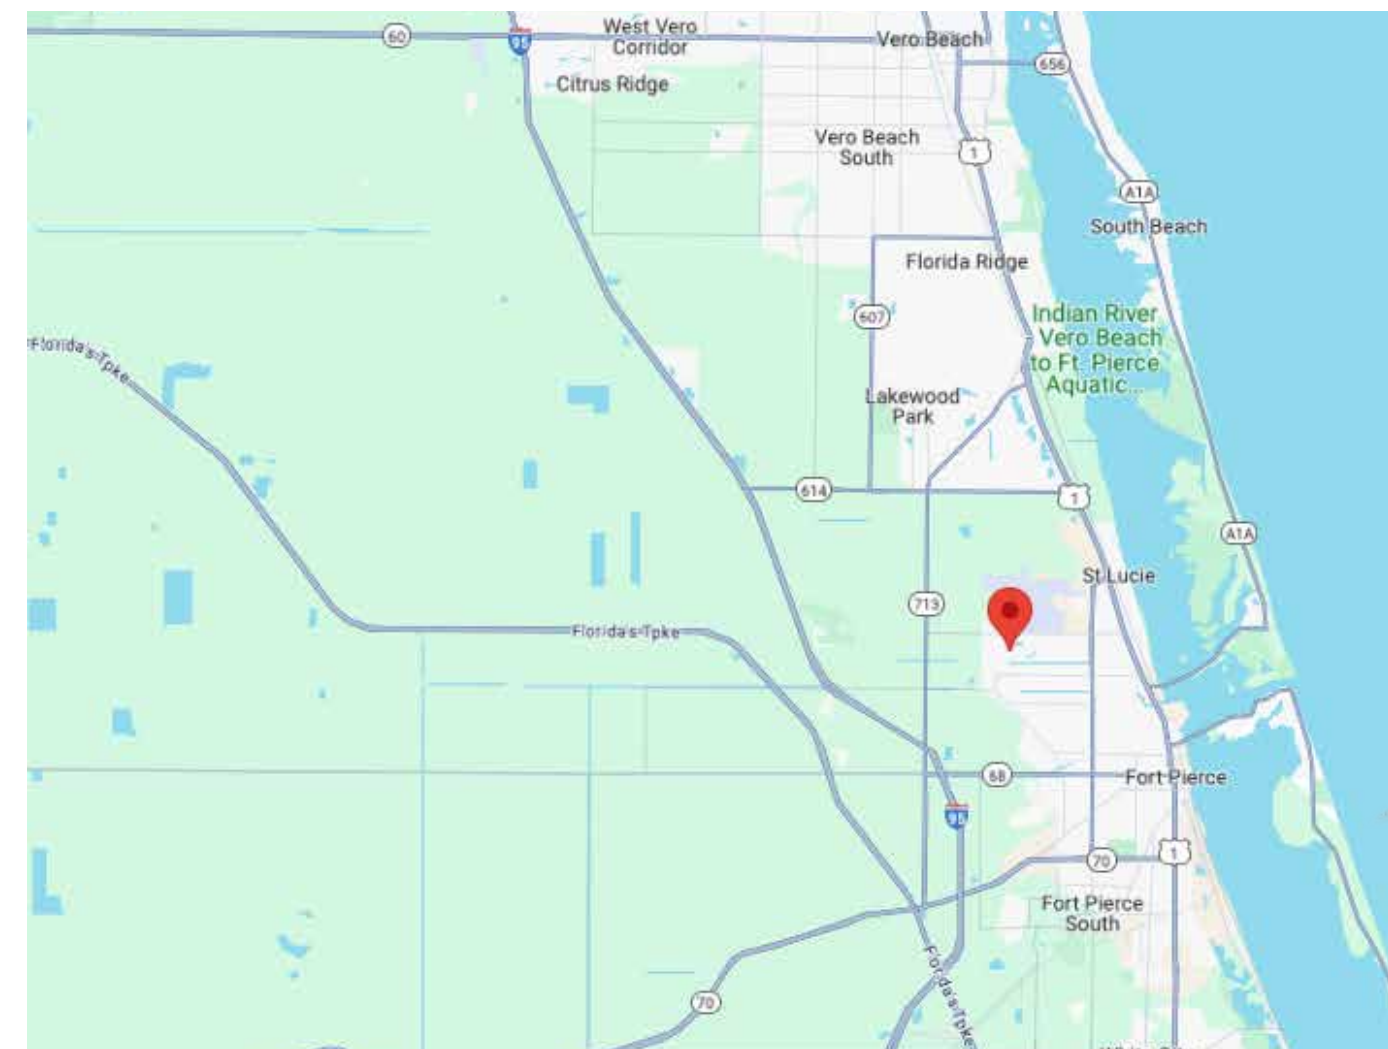 60
95
West Vero
Corridor
Vero Beach
656
Citrus Ridge
Vero Beach
South
1
A1A
South Beach
Florida Ridge
607
Indian River
Vero Beach
to Ft. Pierce
Aquatic...
Florida's Tpke
Lakewood
Park
614
1
A1A
St Lucie
713
Florida's Tpke
68
Fort Pierce
95
1
70
Fort Pierce
South
Florida's Tpke
70